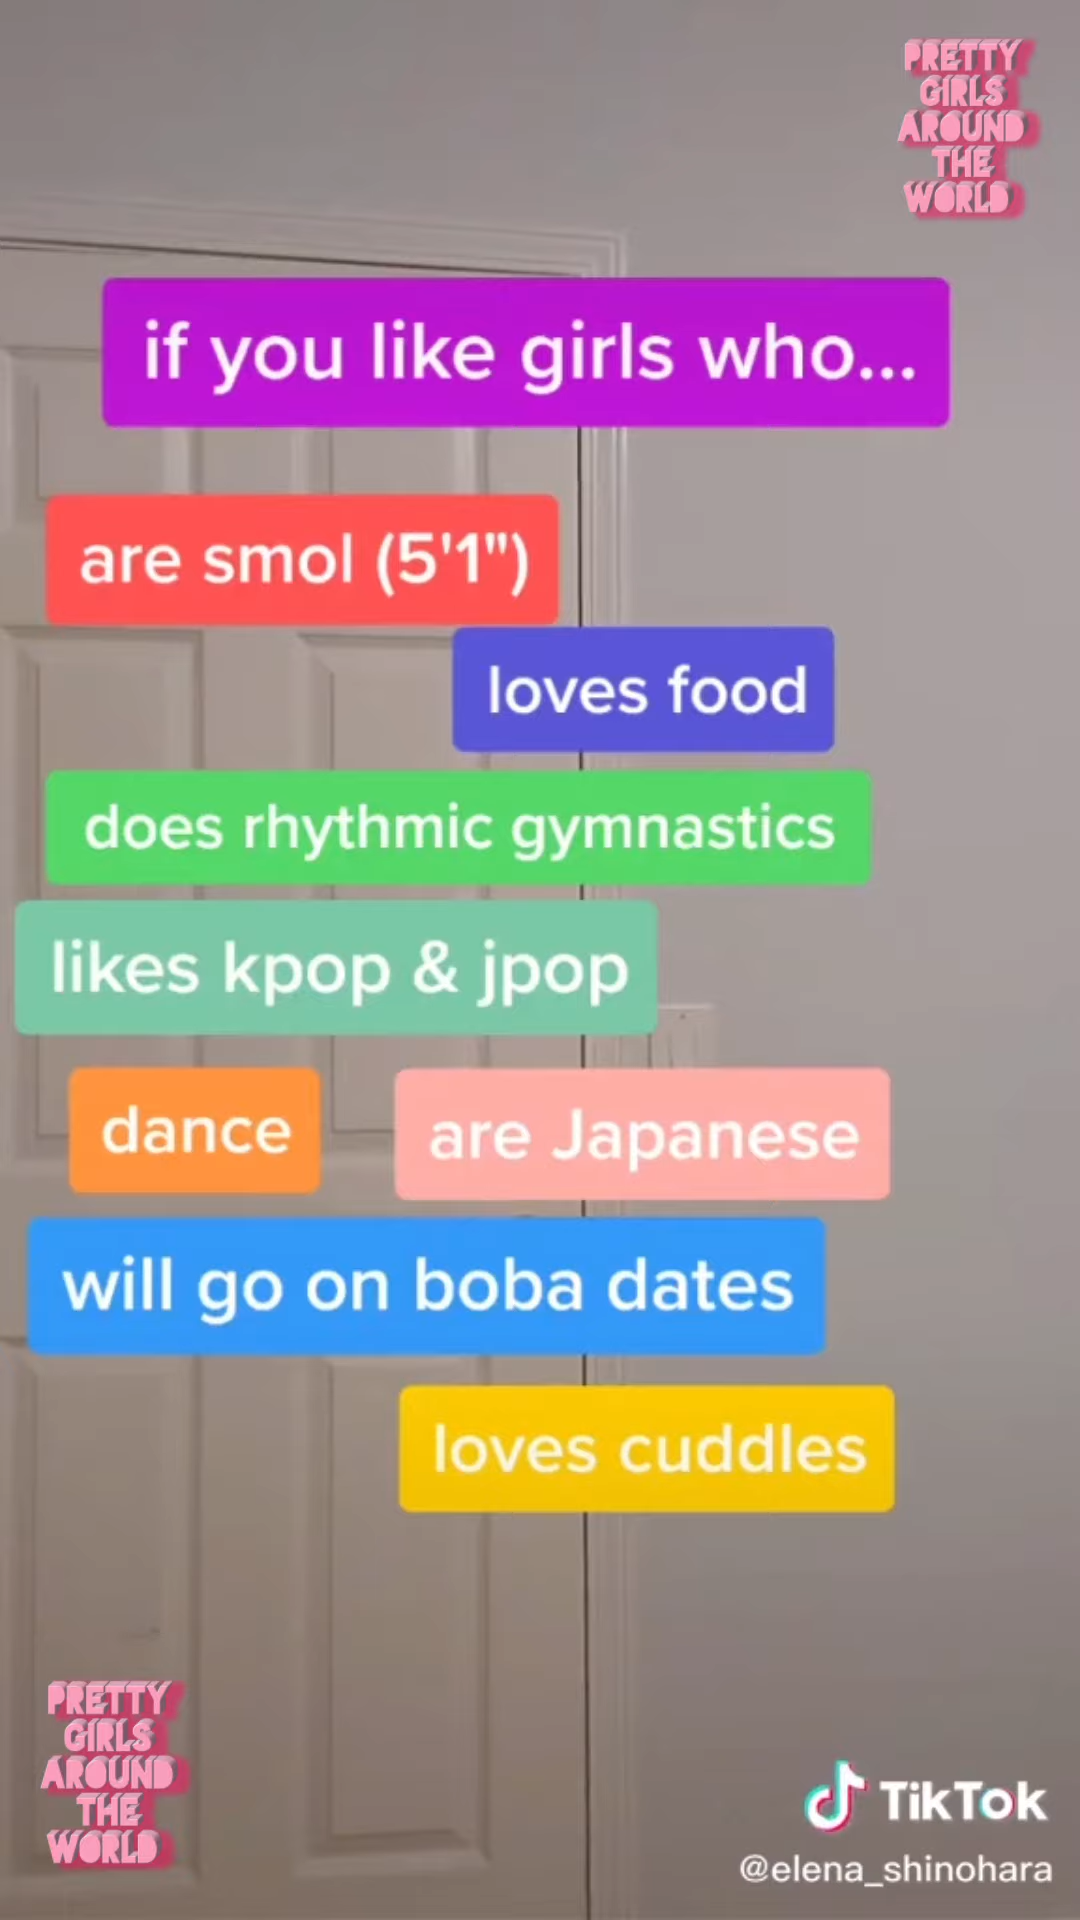 PRETTY
GIRLS
AROUND
THE
WORLD
if you like girls who...
are smol (5'1")
loves food
does rhythmic gymnastics
likes kpop & jpop
dance
are Japanese
will go on boba dates
loves cuddles
PRETTY
GIRLS
AROUND
THE
WORLD
TikTok
@elena_shinohara